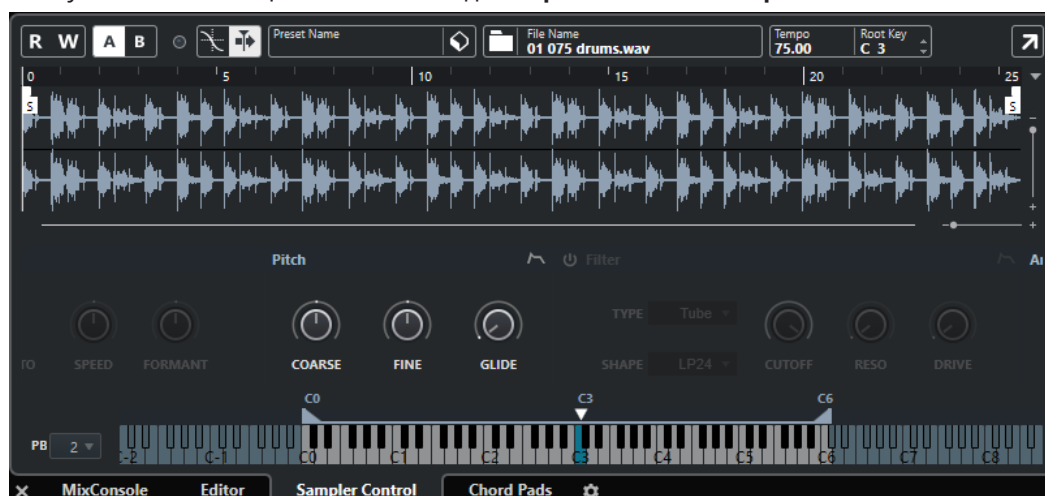 R W A B Preset Name File Name Tempo Root Key
01 075 drums.wav 75.00 C 3
0 5 10 15 20 25
S S
Pitch Filter
TYPE Tube
SPEED FORMANT COARSE FINE GLIDE SHAPE LP24 CUTOFF RESO DRIVE
C0 C3 C6
PB 2 C-2 C-1 C0 C1 C2 C3 C4 C5 C6 C7 C8
MixConsole Editor Sampler Control Chord Pads